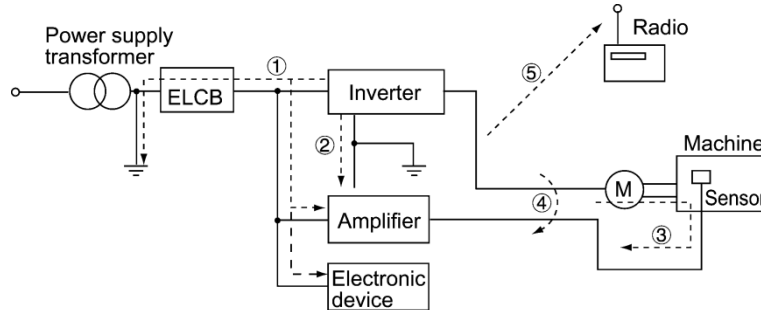 Power supply
transformer
ELCB
①
Inverter
②
Amplifier
Electronic
device
⑤
Radio
④
M
③
Machine
Sensor